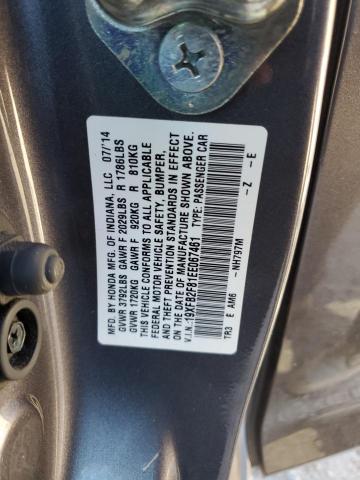 MFD. BY HONDA MFG. OF INDIANA, LLC 07/14
GVWR 3792LBS GAWR F 2029LBS R 1786LBS
GVWR 1720KG GAWR F 920KG R 810KG
THIS VEHICLE CONFORMS TO ALL APPLICABLE
FEDERAL MOTOR VEHICLE SAFETY, BUMPER,
AND THEFT PREVENTION STANDARDS IN EFFECT
ON THE DATE OF MANUFACTURE SHOWN ABOVE.
V.I.N.:19XFB2F81EE067461 TYPE: PASSENGER CAR
-NH797M -Z -E
TR3 E AM6